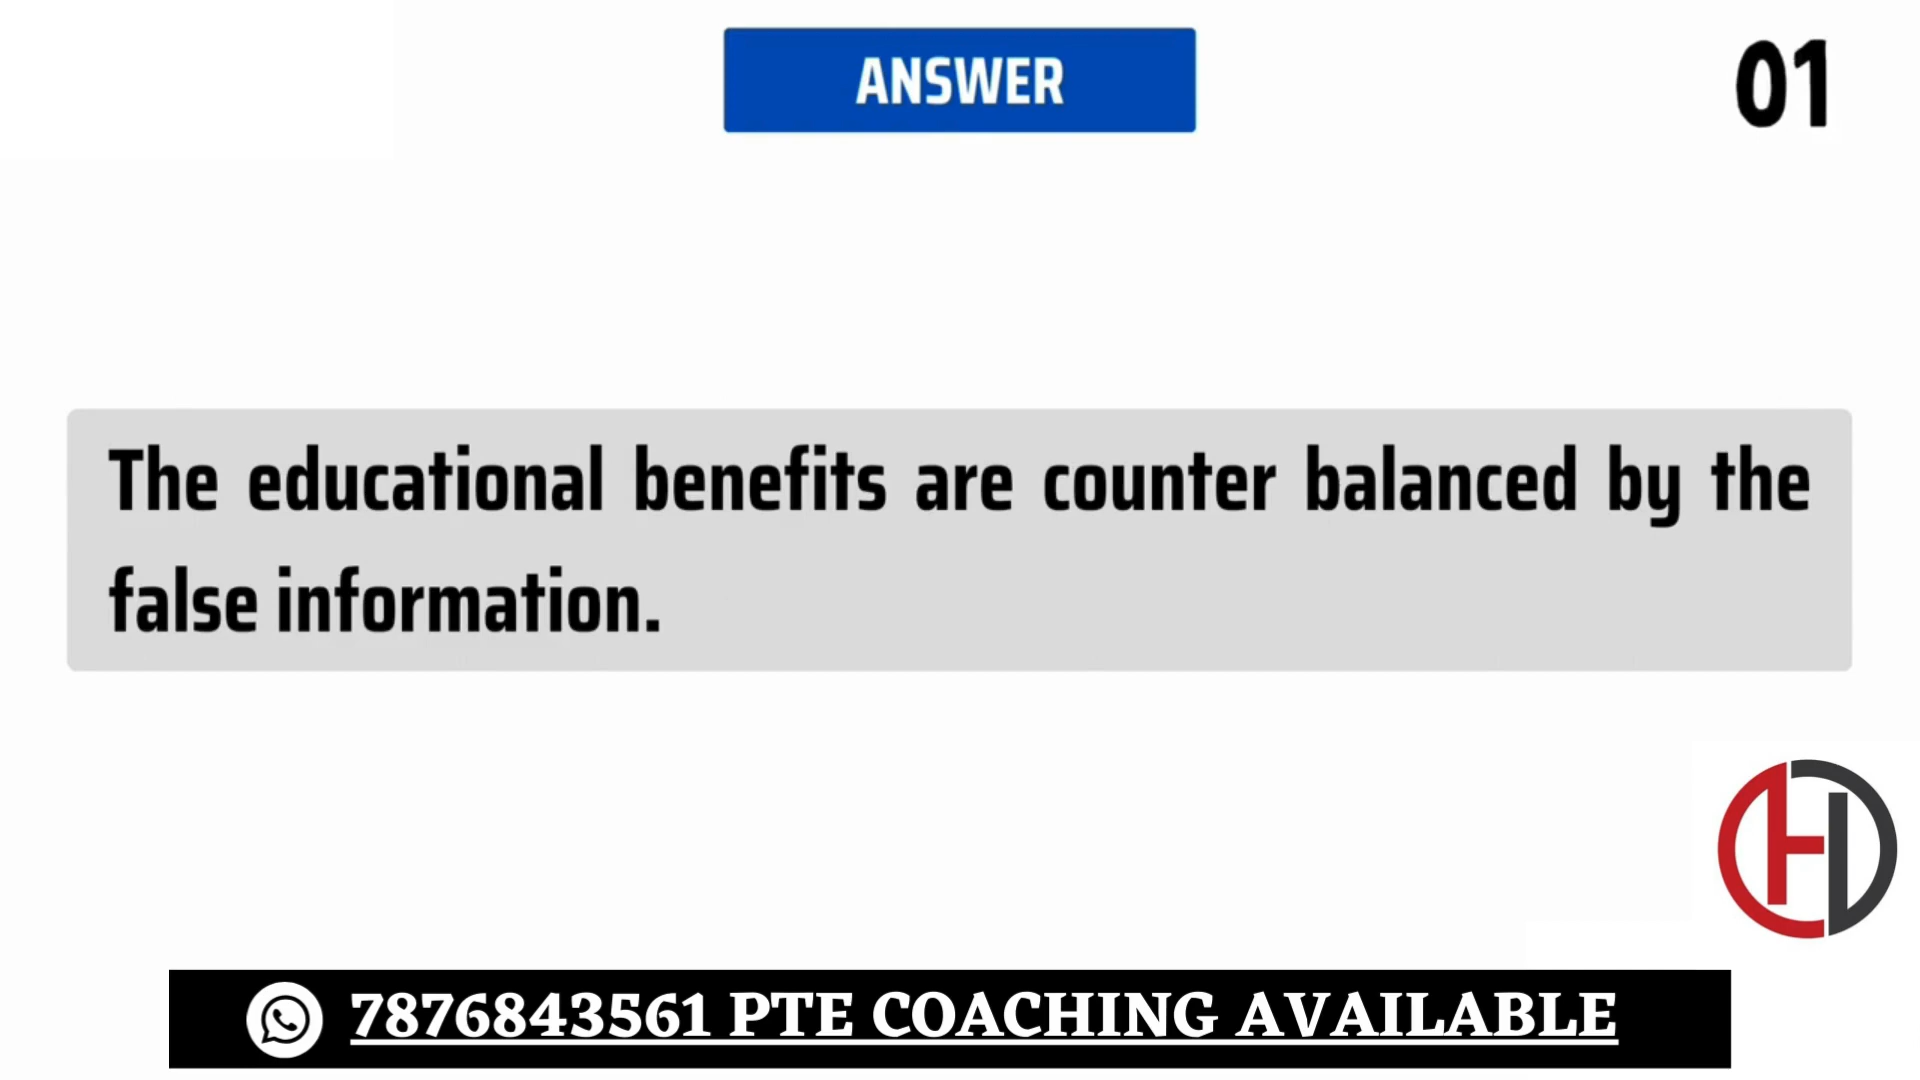 ANSWER
01
The educational benefits are counter balanced by the
false information.
7876843561 PTE COACHING AVAILABLE